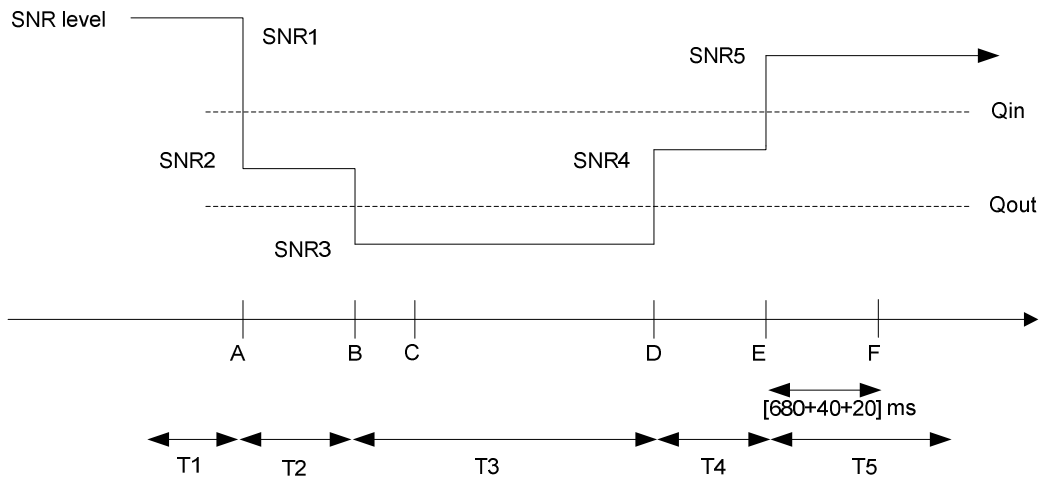 SNR level
SNR1
SNR5
Qin
SNR2
SNR4
Qout
SNR3
A
B
C
D
E
F
[680+40+20] ms
T1
T2
T3
T4
T5